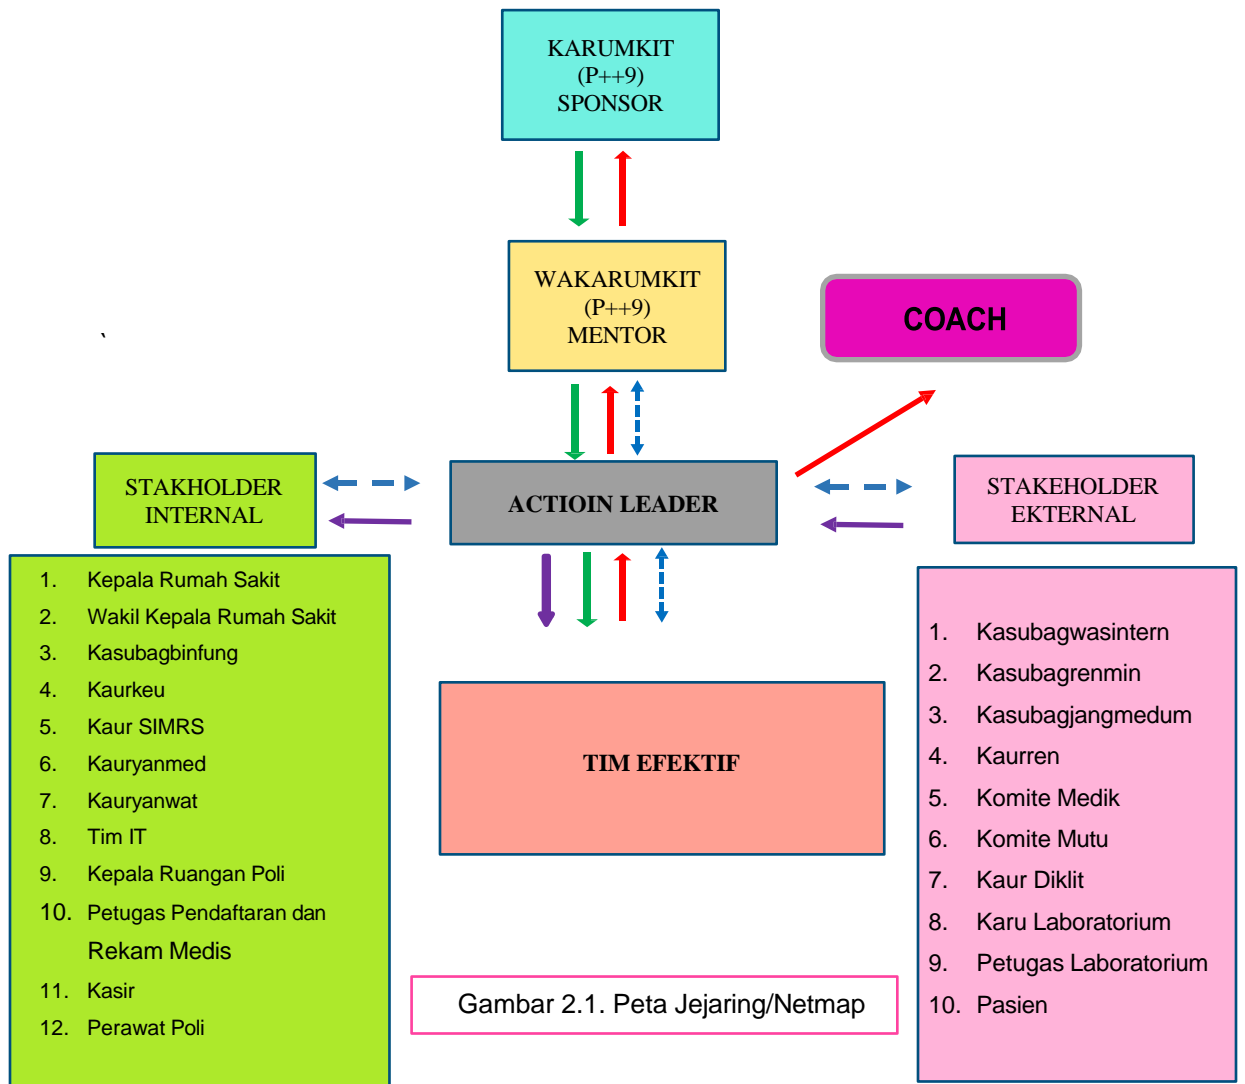 KARUMKIT
(P++9)
SPONSOR
WAKARUMKIT
(P++9)
MENTOR
COACH
`
STAKHOLDER
INTERNAL
ACTIOIN LEADER
STAKEHOLDER
EKTERNAL
1. Kepala Rumah Sakit
2. Wakil Kepala Rumah Sakit
3. Kasubagbinfung
4. Kaurkeu
5. Kaur SIMRS
6. Kauryanmed
7. Kauryanwat
8. Tim IT
9. Kepala Ruangan Poli
10. Petugas Pendaftaran dan
Rekam Medis
11. Kasir
12. Perawat Poli
TIM EFEKTIF
1. Kasubagwasintern
2. Kasubagrenmin
3. Kasubagjangmedum
4. Kaurren
5. Komite Medik
6. Komite Mutu
7. Kaur Diklit
8. Karu Laboratorium
9. Petugas Laboratorium
10. Pasien
Gambar 2.1. Peta Jejaring/Netmap